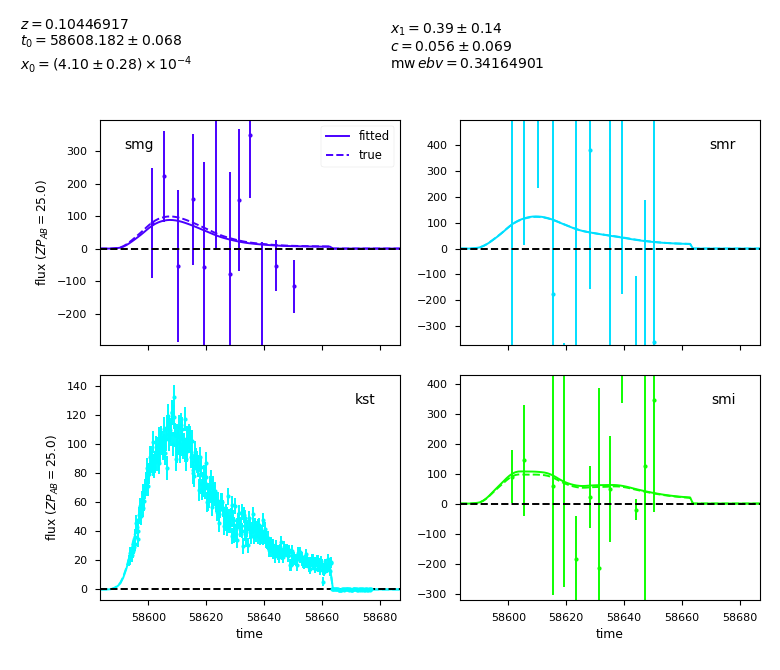 z = 0.10446917
t₀ = 58608.182 ± 0.068
x₀ = (4.10 ± 0.28) × 10⁻⁴
x₁ = 0.39 ± 0.14
c = 0.056 ± 0.069
mw ebv = 0.34164901
smg
fitted
true
300
200
100
0
−100
−200
flux (ZP_AB = 25.0)
smr
400
300
200
100
0
−100
−200
−300
kst
140
120
100
80
60
40
20
0
flux (ZP_AB = 25.0)
58600 58620 58640 58660 58680
time
smi
400
300
200
100
0
−100
−200
−300
58600 58620 58640 58660 58680
time